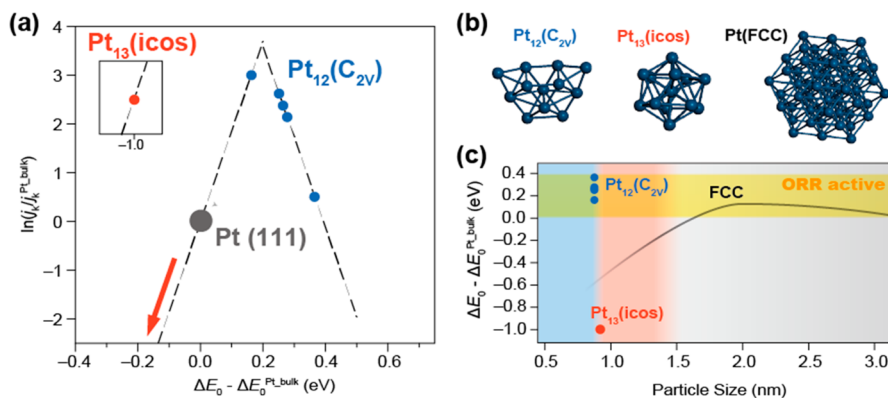 (a)
Pt13(icos)
Pt12(C2V)
Pt (111)
−1.0
4
3
2
1
0
−1
−2
ln(jk/jkPt_bulk)
−0.4 −0.2 0.0 0.2 0.4 0.6
ΔE0 - ΔE0Pt_bulk (eV)
(b)
Pt12(C2V) Pt13(icos) Pt(FCC)
(c)
0.4
0.2
0.0
−0.2
−0.4
−0.6
−0.8
−1.0
ΔE0 - ΔE0Pt_bulk (eV)
Pt12(C2V)
ORR active
FCC
Pt13(icos)
0.5 1.0 1.5 2.0 2.5 3.0
Particle Size (nm)